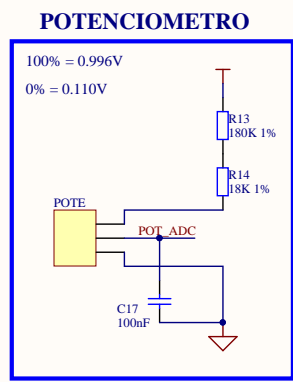 POTENCIOMETRO
100% = 0.996V
0% = 0.110V
R13
180K 1%
R14
18K 1%
POTE
POT_ADC
C17
100nF